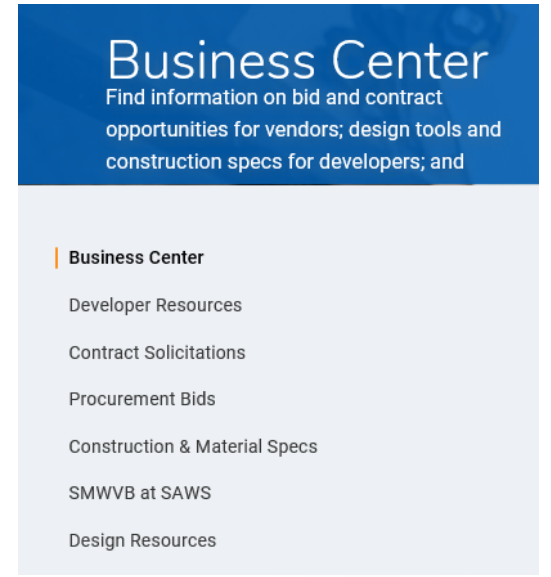 Business Center
Find information on bid and contract
opportunities for vendors; design tools and
construction specs for developers; and
Business Center
Developer Resources
Contract Solicitations
Procurement Bids
Construction & Material Specs
SMWVB at SAWS
Design Resources